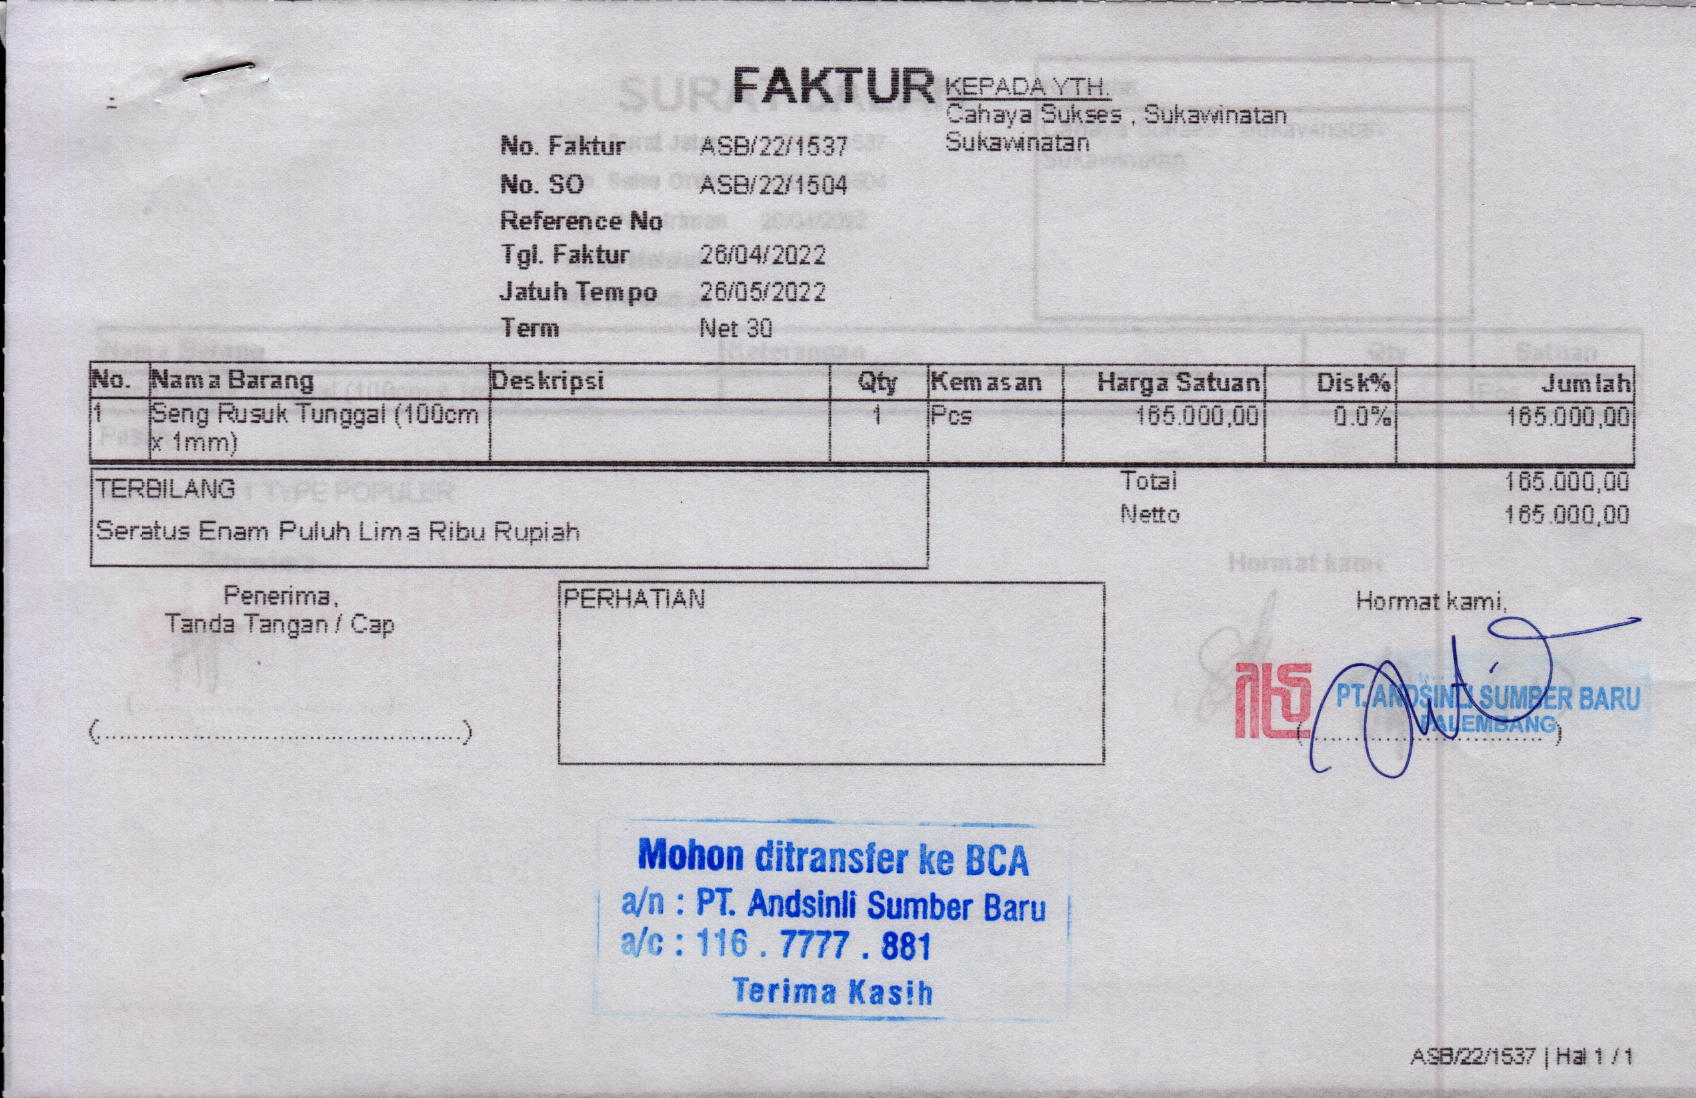 FAKTUR
KEPADA YTH.
Cahaya Sukses , Sukawinatan
Sukawinatan
No. Faktur ASB/22/1537
No. SO ASB/22/1504
Reference No
Tgl. Faktur 26/04/2022
Jatuh Tempo 26/05/2022
Term Net 30
No. Nama Barang Deskripsi Qty Kemasan Harga Satuan Disk% Jumlah
1 Seng Rusuk Tunggal (100cm 1 Pcs 165.000,00 0.0% 165.000,00
x 1mm)
TERBILANG
Seratus Enam Puluh Lima Ribu Rupiah
Total 165.000,00
Netto 165.000,00
Penerima,
Tanda Tangan / Cap
(................................................)
PERHATIAN
Hormat kami,
PT. ANDSINLI SUMBER BARU
PALEMBANG
(................................)
Mohon ditransfer ke BCA
a/n : PT. Andsinli Sumber Baru
a/c : 116 . 7777 . 881
Terima Kasih
ASB/22/1537 | Hal 1 / 1